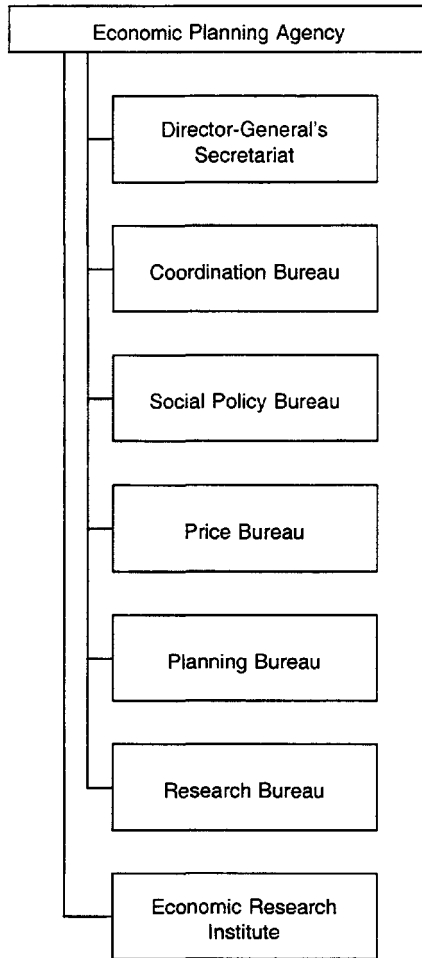 Economic Planning Agency
Director-General's
Secretariat
Coordination Bureau
Social Policy Bureau
Price Bureau
Planning Bureau
Research Bureau
Economic Research
Institute